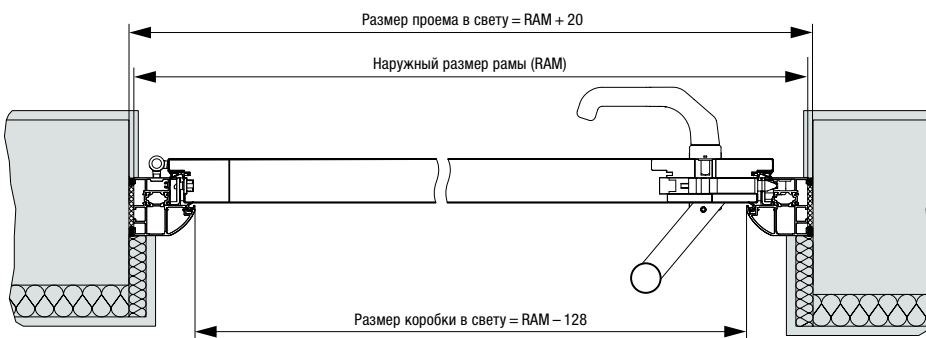 Размер проема в свету = RAM + 20
Наружный размер рамы (RAM)
Размер коробки в свету = RAM – 128